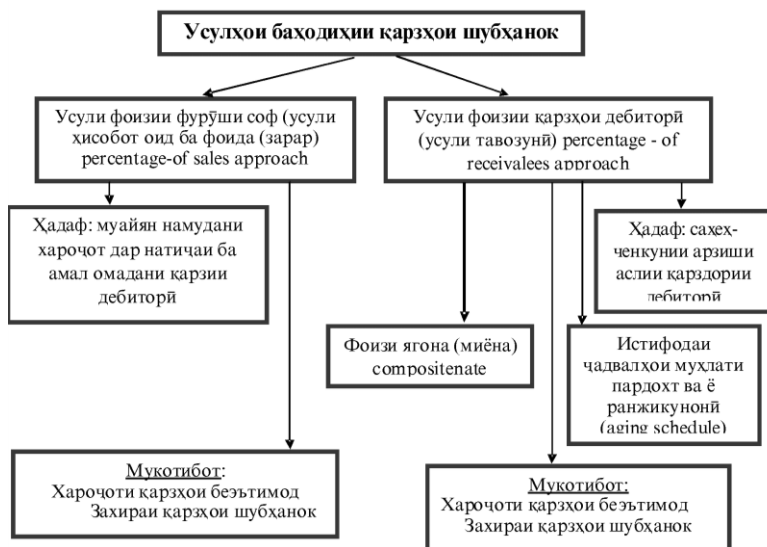 Усулҳои баҳодиҳии қарзҳои шубҳанок
Усули фоизии фурӯши соф (усули
ҳисобот оид ба фоида (зарар)
percentage-of sales approach
Усули фоизии қарзҳои дебиторӣ
(усули тавозунӣ) percentage - of
receivalees approach
Ҳадаф: муайян намудани
хароҷот дар натиҷаи ба
амал омадани қарзии
дебиторӣ
Ҳадаф: саҳеҳ-
ченкунии арзиши
аслии қарздории
дебиторӣ
Фоизи ягона (миёна)
compositenate
Истифодаи
ҷадвалҳои муҳлати
пардохт ва ё
ранжикунонӣ
(aging schedule)
Мукотибот:
Хароҷоти қарзҳои беэътимод
Захираи қарзҳои шубҳанок
Мукотибот:
Хароҷоти қарзҳои беэътимод
Захираи қарзҳои шубҳанок